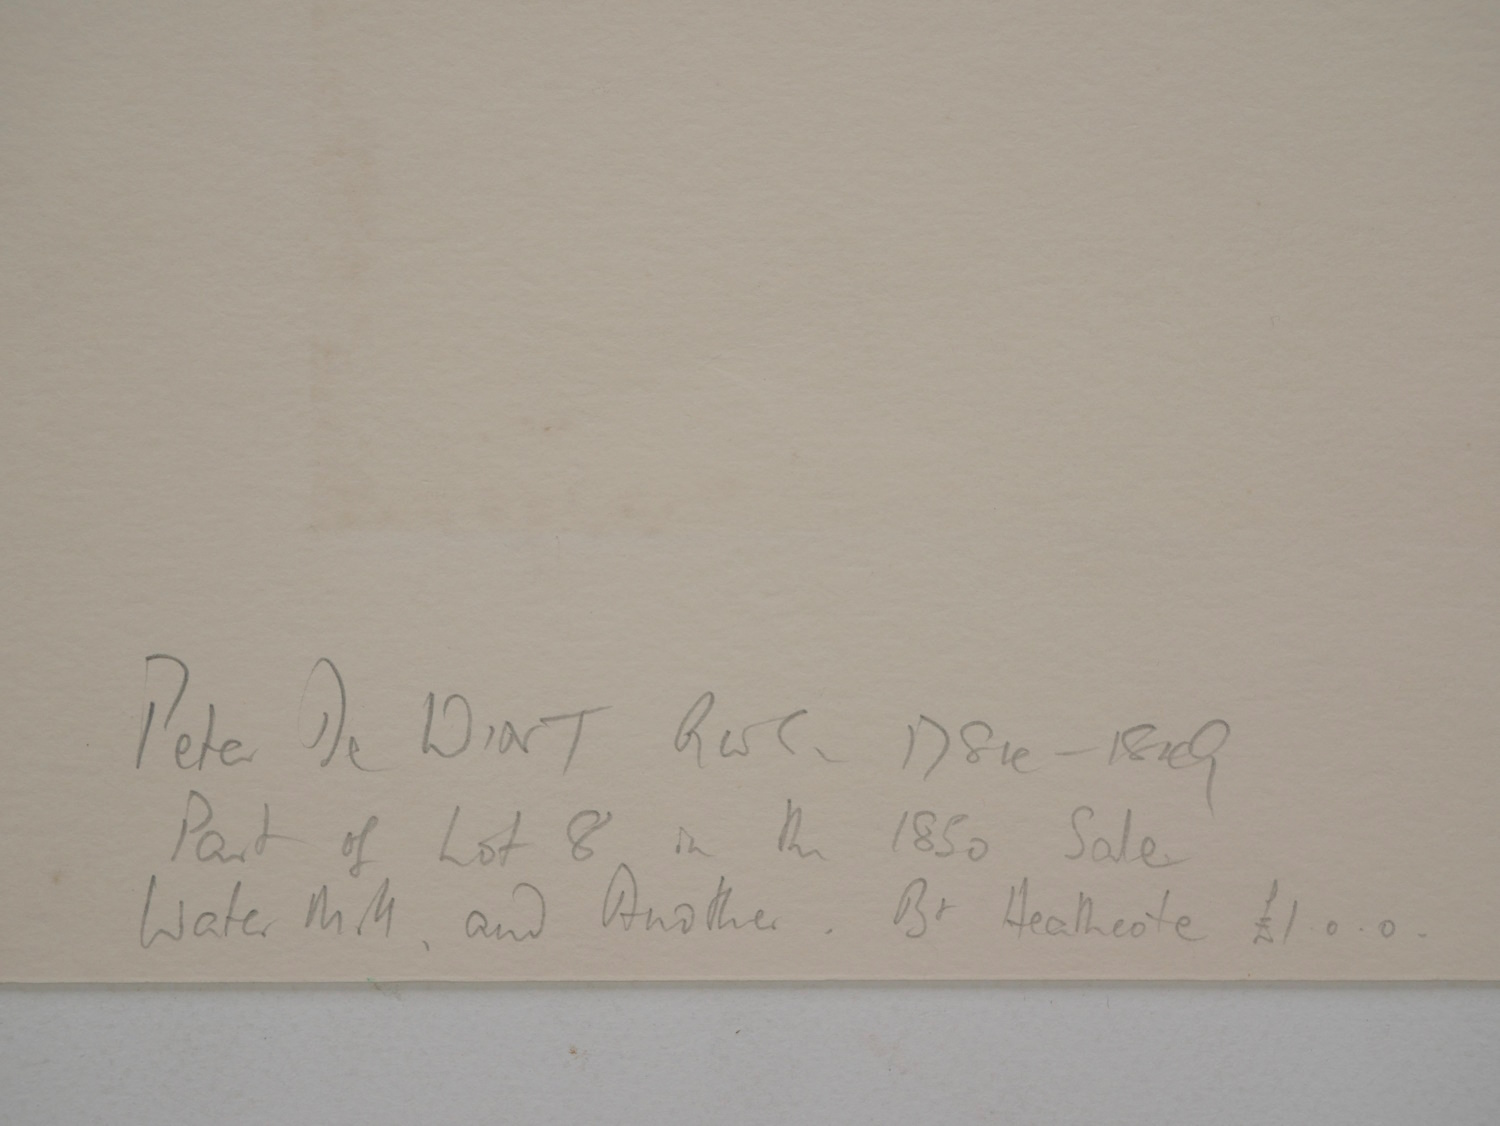 Peter De WINT RWS. 1784 - 1849
Part of Lot 8 in the 1850 Sale
Water Mill, and Another. Bt Heathcote £1.0.0.